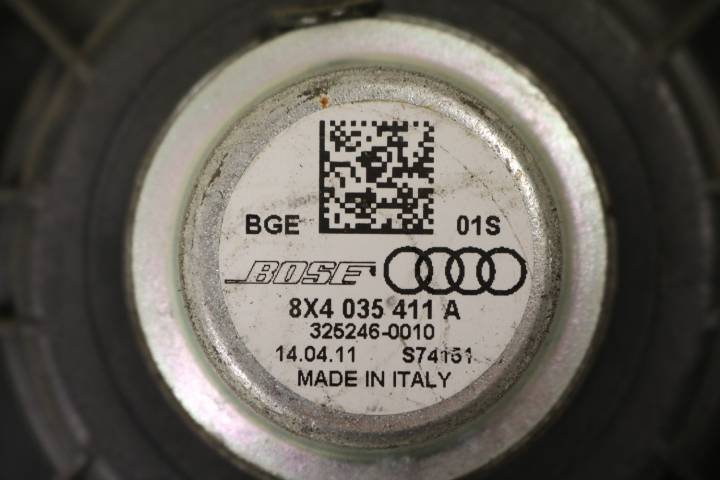 BGE 01S
BOSE
8X4 035 411 A
325246-0010
14.04.11 S74151
MADE IN ITALY